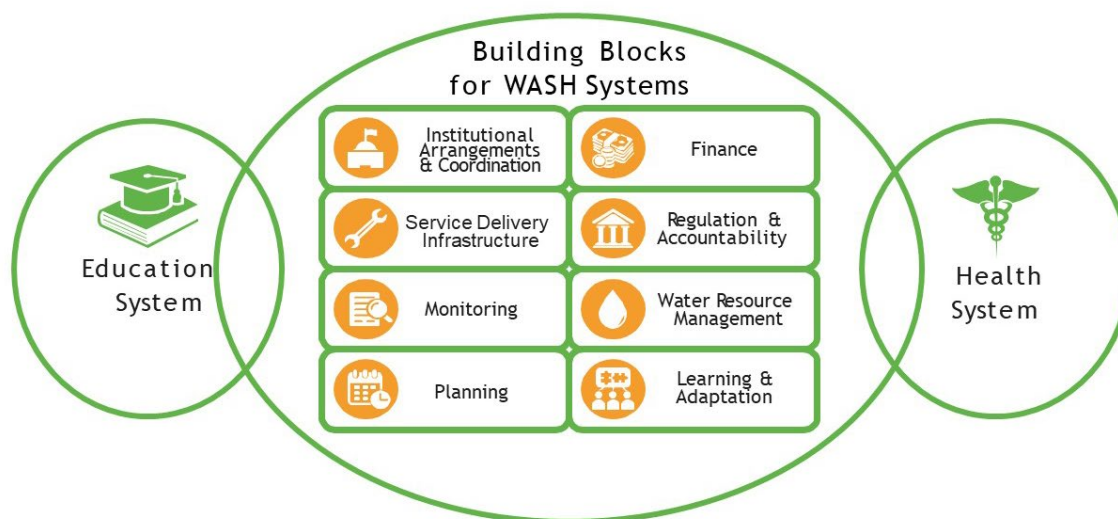 Building Blocks
for WASH Systems
Institutional
Arrangements
& Coordination
Finance
Service Delivery
Infrastructure
Regulation &
Accountability
Monitoring
Water Resource
Management
Planning
Learning &
Adaptation
Education
System
Health
System